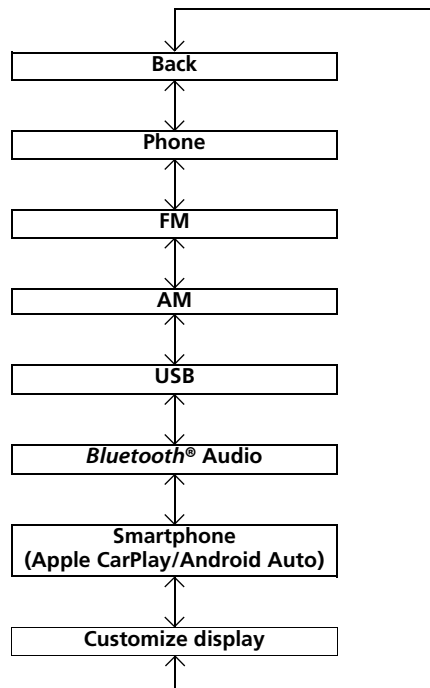 Back
Phone
FM
AM
USB
Bluetooth® Audio
Smartphone
(Apple CarPlay/Android Auto)
Customize display